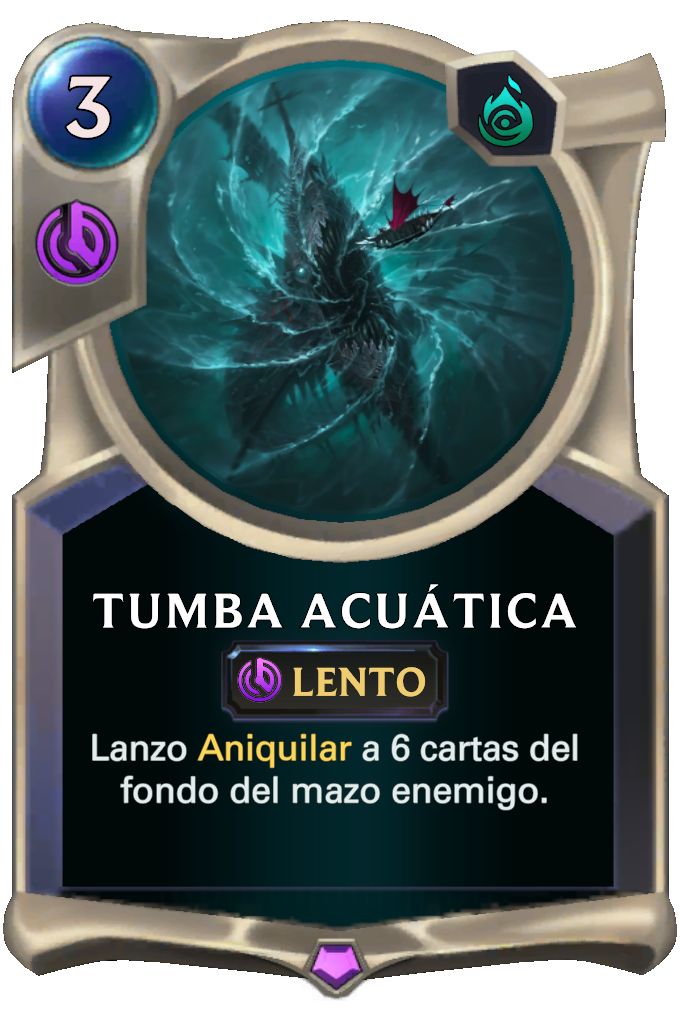 3
TUMBA ACUÁTICA
LENTO
Lanzo Aniquilar a 6 cartas del
fondo del mazo enemigo.